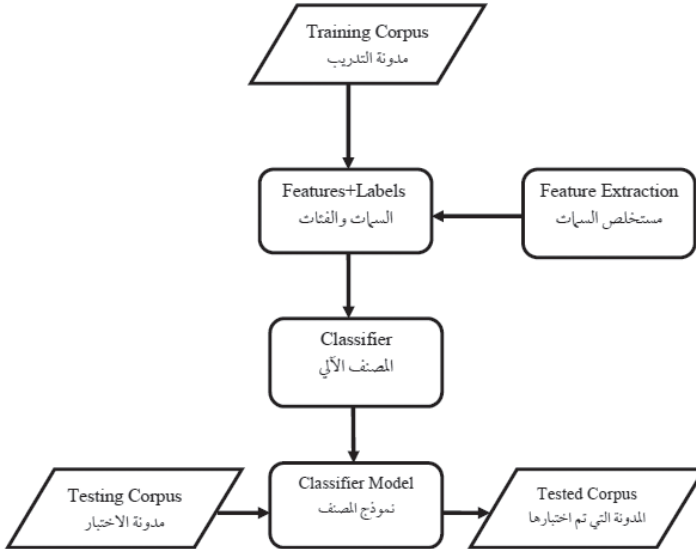 Training Corpus
مدونة التدريب
Features+Labels
السمات والفئات
Feature Extraction
مستخلص السمات
Classifier
المصنف الآلي
Testing Corpus
مدونة الاختبار
Classifier Model
نموذج المصنف
Tested Corpus
المدونة التي تم اختبارها